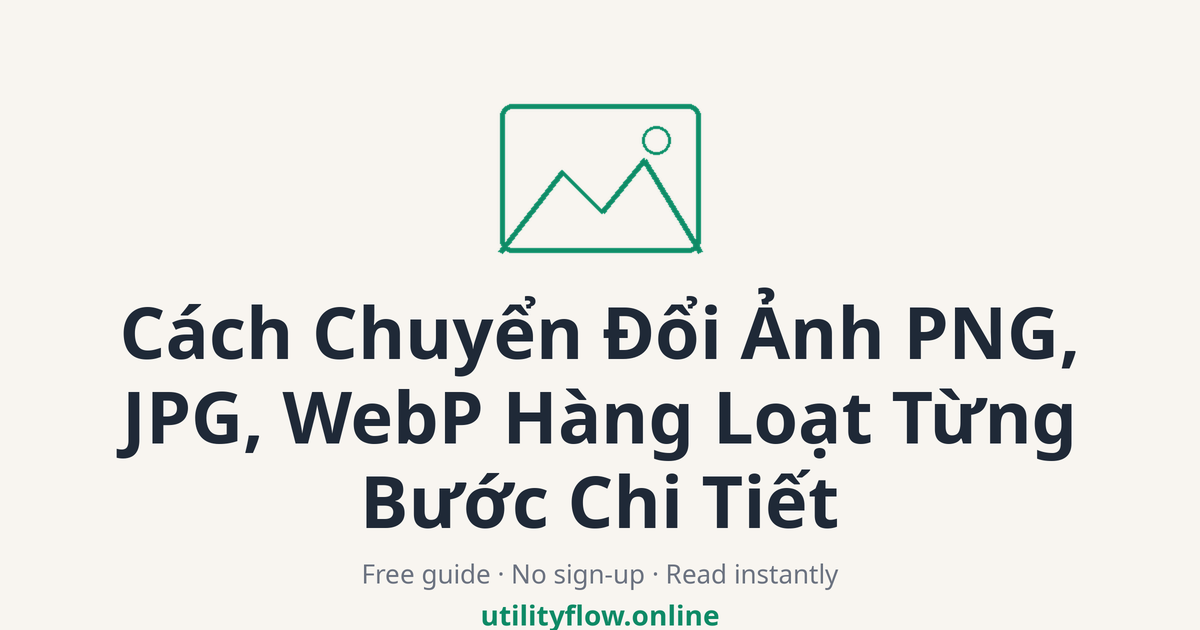 Cách Chuyển Đổi Ảnh PNG,
JPG, WebP Hàng Loạt Từng
Bước Chi Tiết
Free guide · No sign-up · Read instantly
utilityflow.online